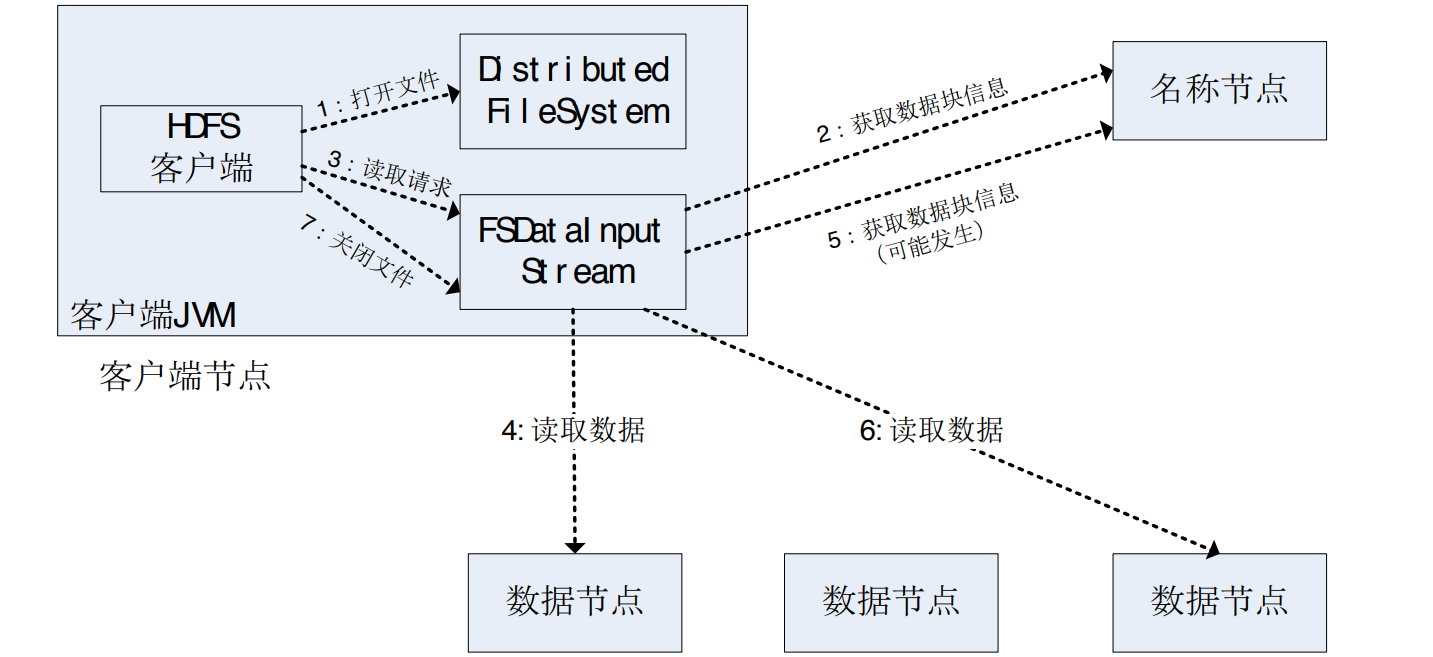 1：打开文件
Distributed
FileSystem
名称节点
2：获取数据块信息
HDFS
客户端
3：读取请求
7：关闭文件
FSDataInput
Stream
5：获取数据块信息
（可能发生）
客户端JVM
客户端节点
4: 读取数据
6: 读取数据
数据节点
数据节点
数据节点